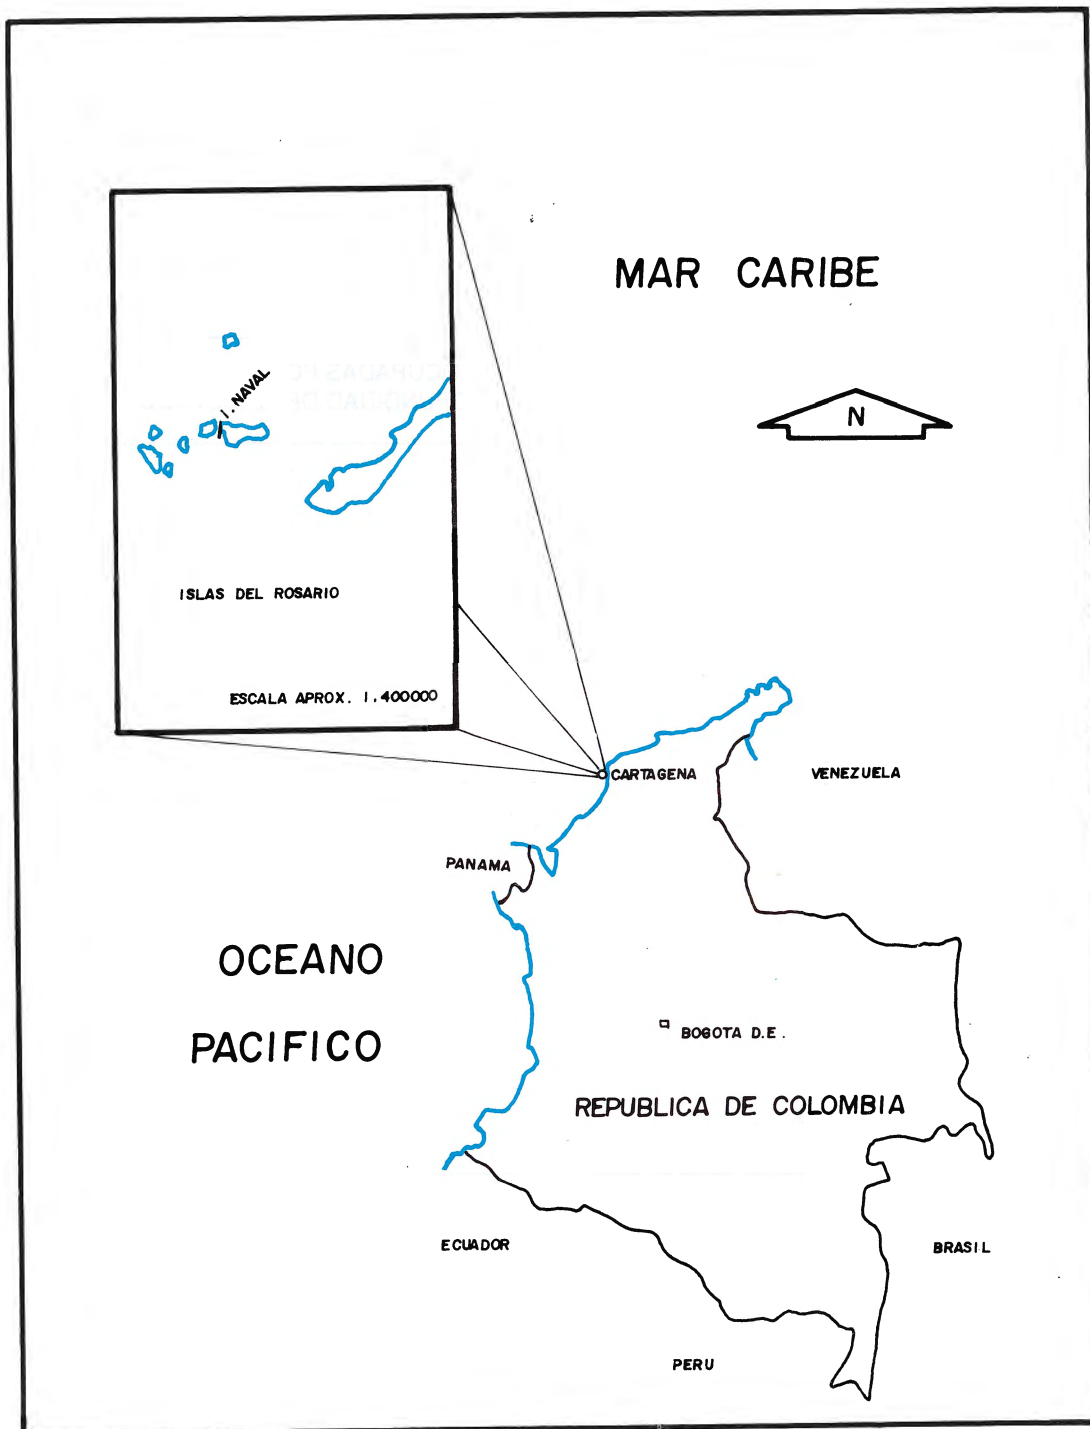 MAR CARIBE
I. NAVAL
N
ISLAS DEL ROSARIO
ESCALA APROX. 1.400000
CARTAGENA
VENEZUELA
PANAMA
OCEANO
PACIFICO
BOGOTA D.E.
REPUBLICA DE COLOMBIA
ECUADOR
BRASIL
PERU